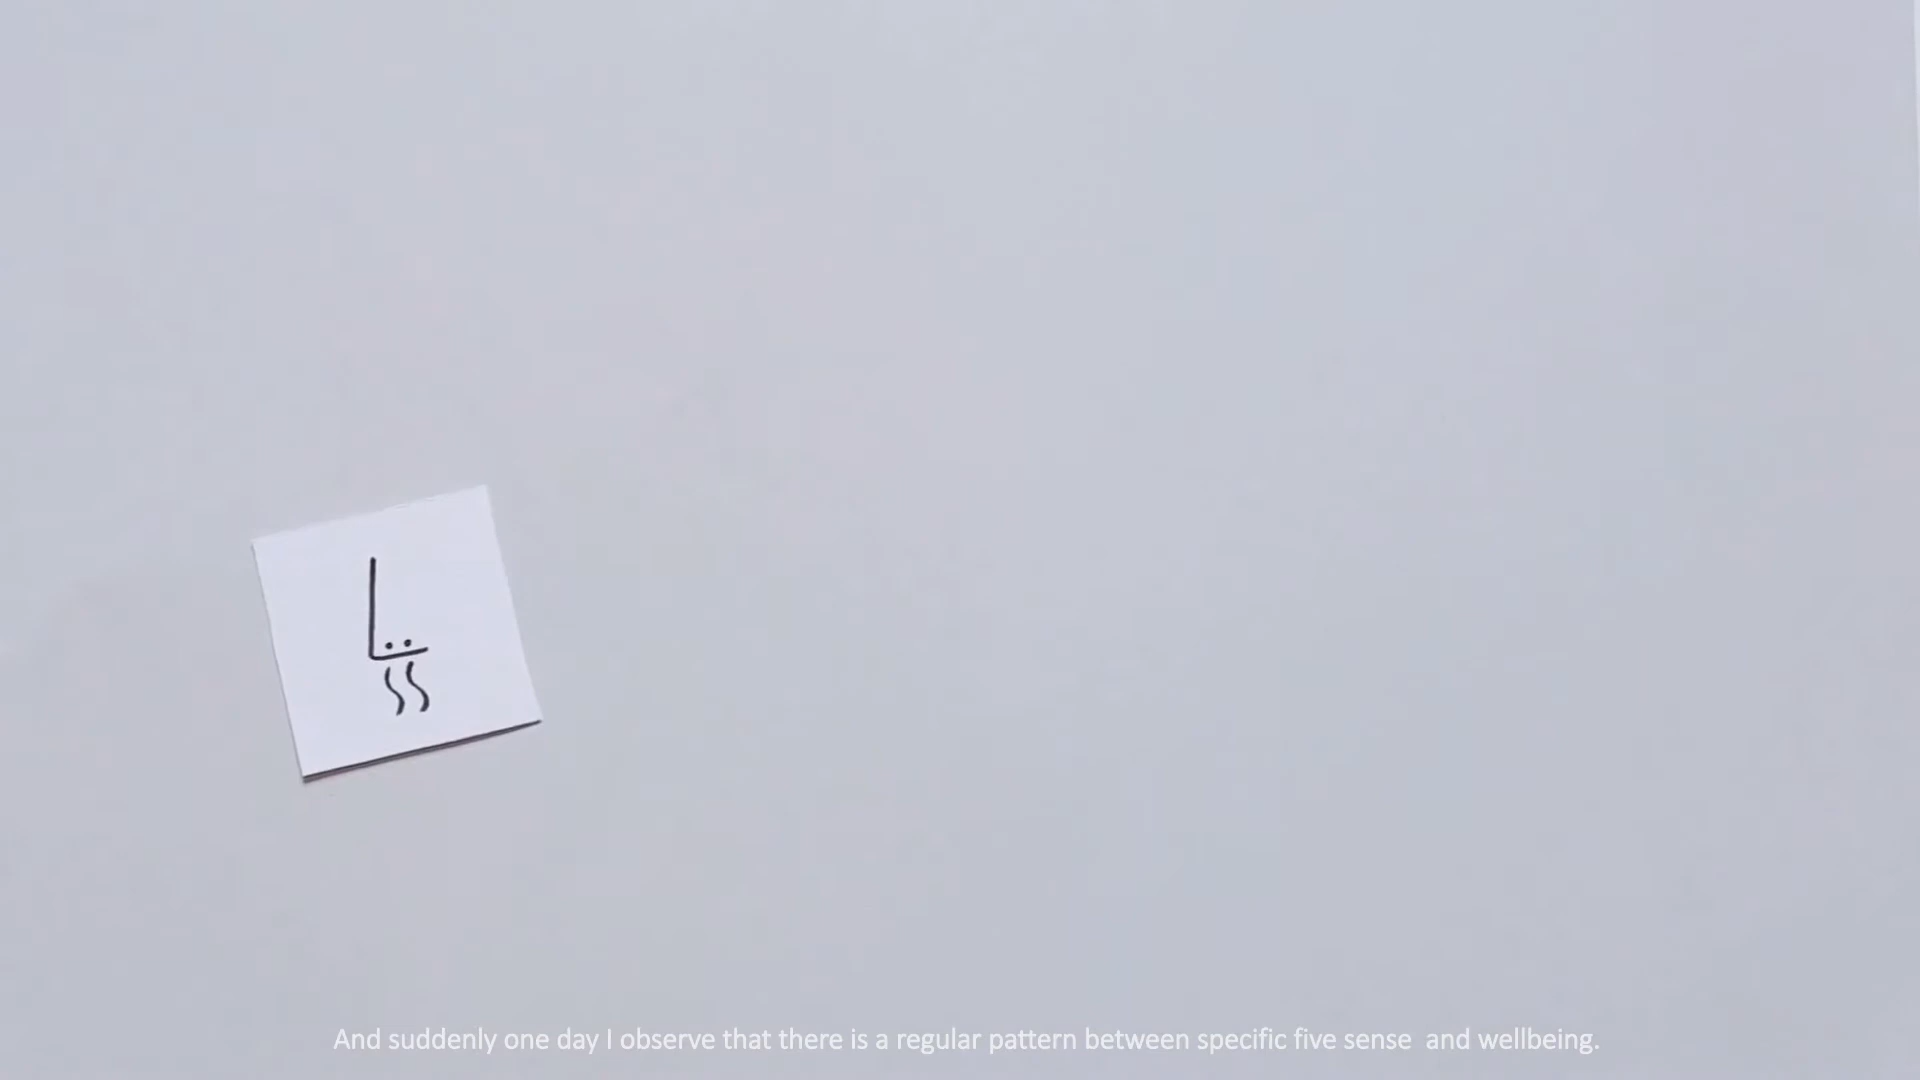 And suddenly one day I observe that there is a regular pattern between specific five sense  and wellbeing.